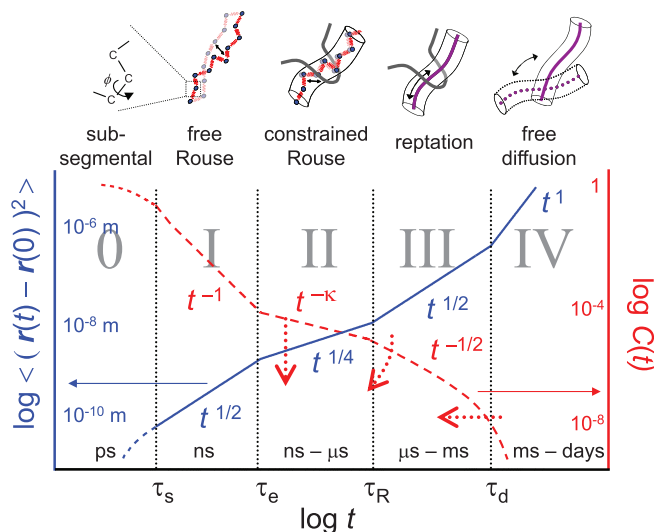 C
C
C
C
ϕ
sub-
segmental
free
Rouse
constrained
Rouse
reptation
free
diffusion
log < ( r(t) − r(0) )² >
10⁻⁶ m
10⁻⁸ m
10⁻¹⁰ m
0
I
II
III
IV
t⁻¹
t^−κ
t^−1/2
t^1/2
t^1/4
t^1/2
t¹
1
10⁻⁴
10⁻⁸
log C(t)
ps
ns
ns − μs
μs − ms
ms − days
τₛ
τₑ
τ_R
τ_d
log t